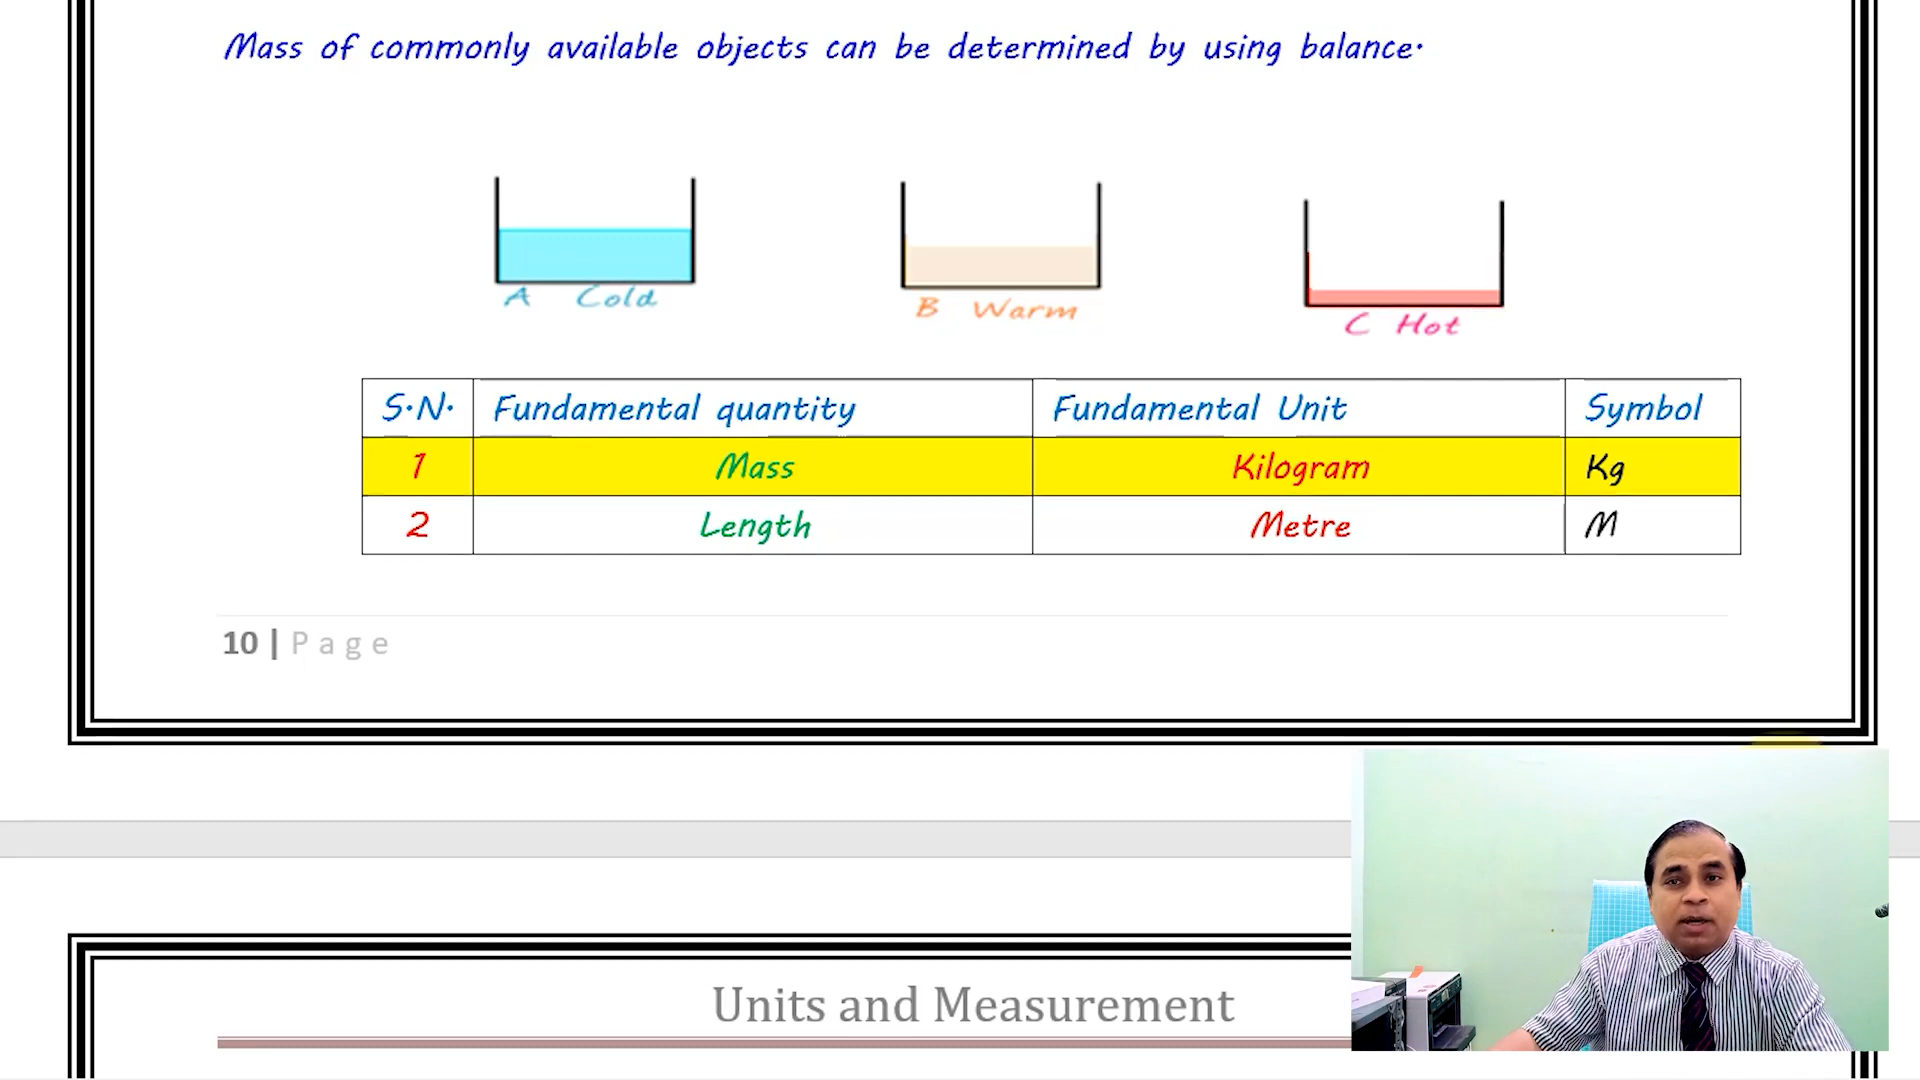 Mass of commonly available objects can be determined by using balance.
A Cold
B Warm
C Hot
S.N. Fundamental quantity Fundamental Unit Symbol
1 Mass Kilogram Kg
2 Length Metre M
10 | Page
Units and Measurement